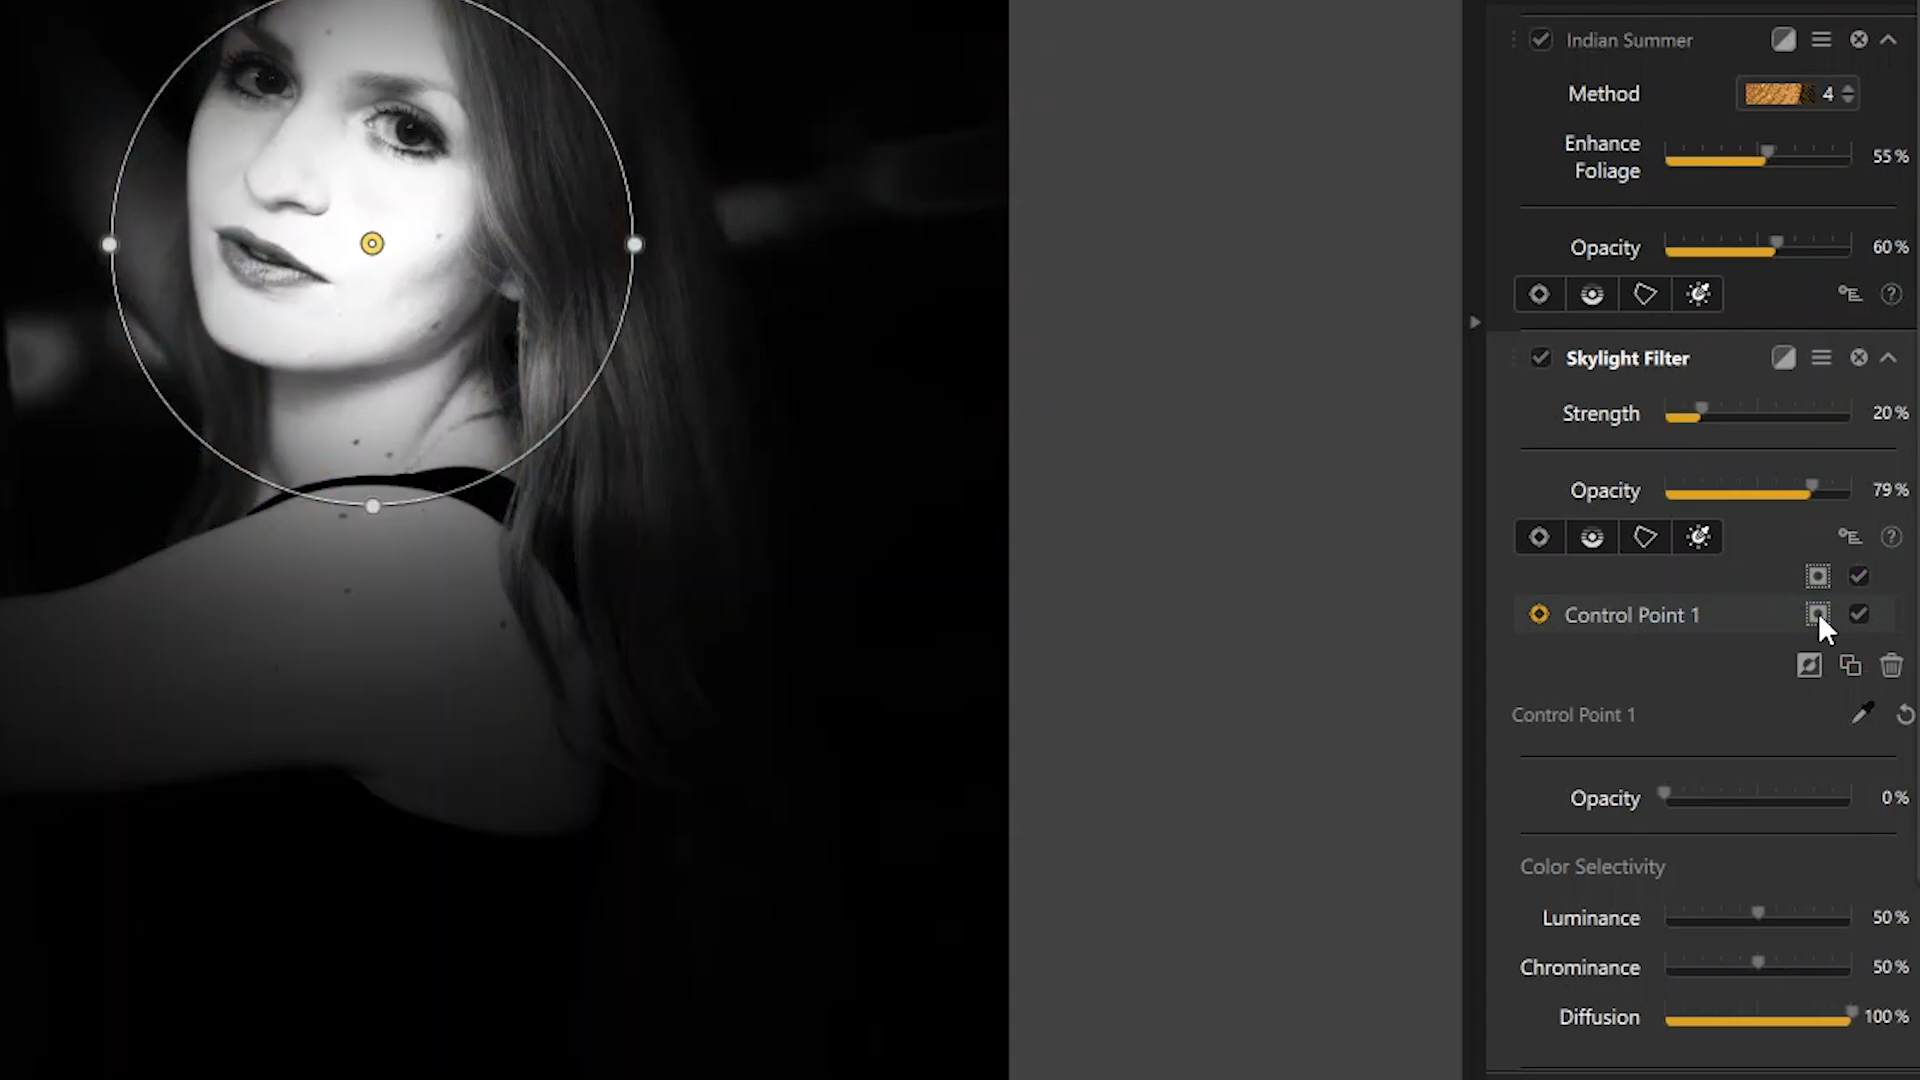 Indian Summer
Method 4
Enhance Foliage 55 %
Opacity 60 %
?
Skylight Filter
Strength 20 %
Opacity 79 %
?
Control Point 1
Control Point 1
Opacity 0 %
Color Selectivity
Luminance 50 %
Chrominance 50 %
Diffusion 100 %